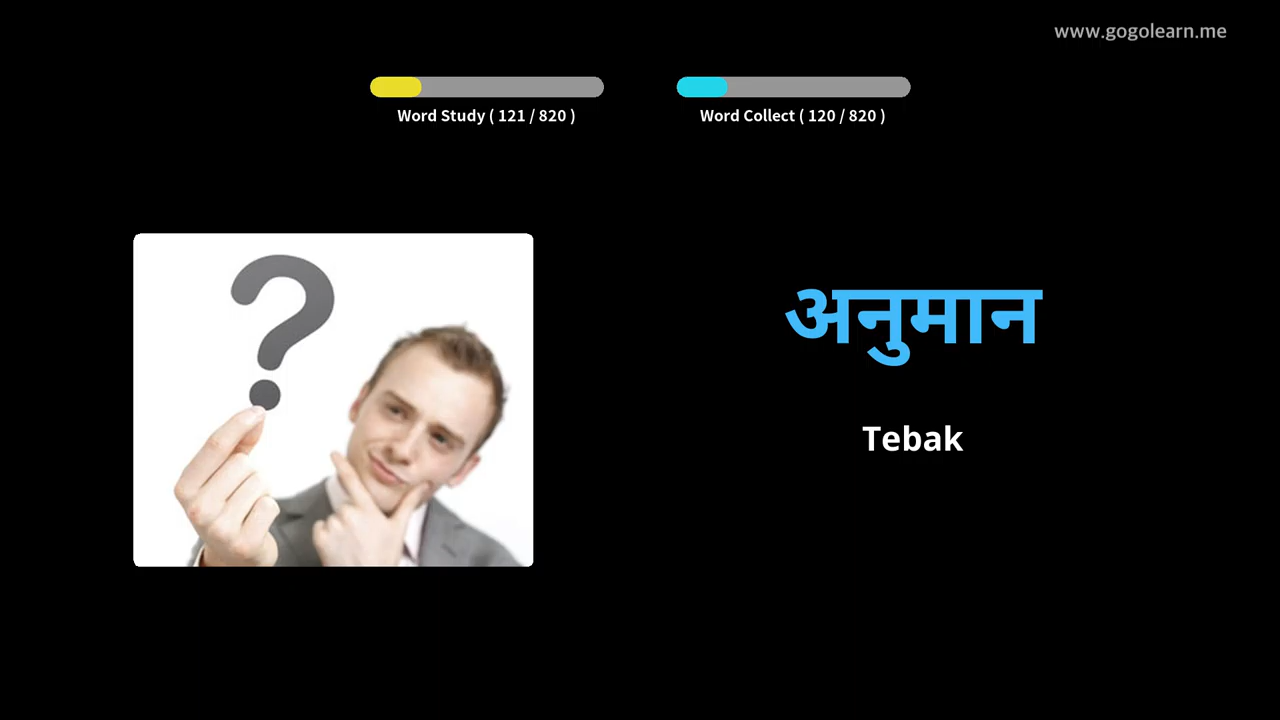 www.gogolearn.me
Word Study ( 121 / 820 )
Word Collect ( 120 / 820 )
?
अनुमान
Tebak